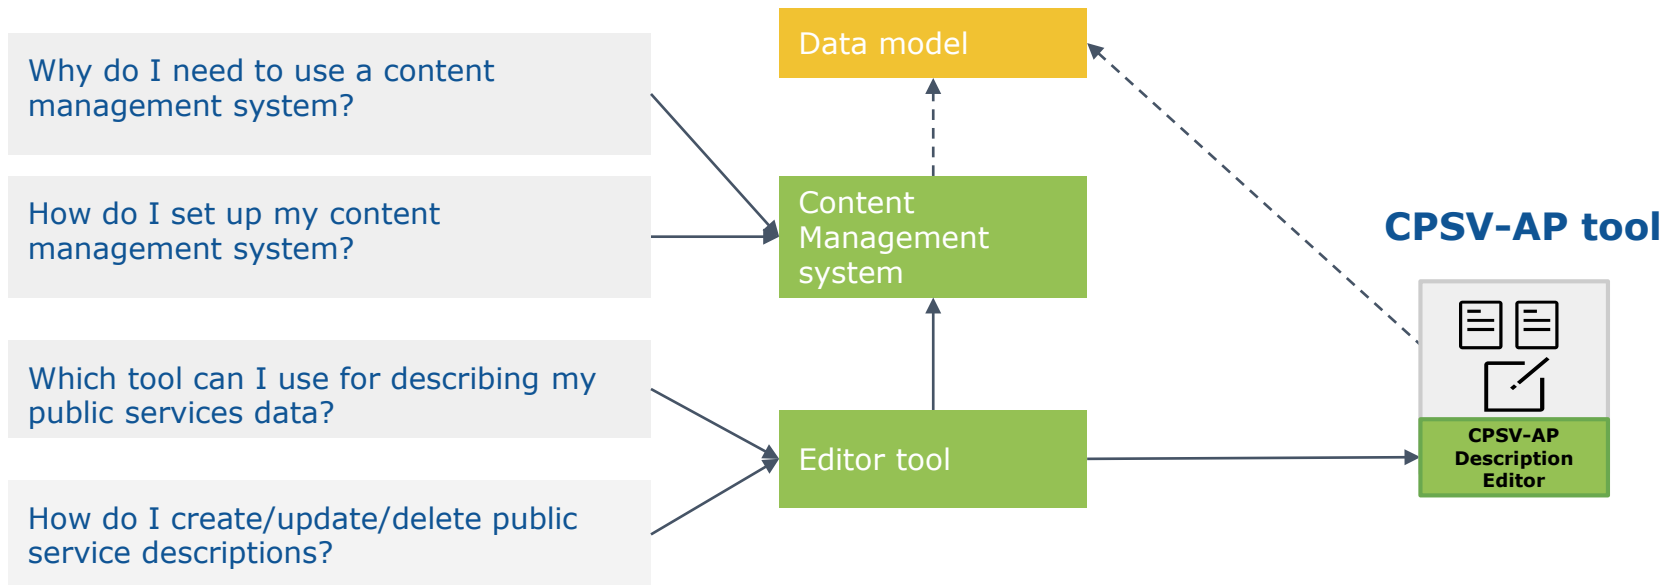 Why do I need to use a content
management system?
How do I set up my content
management system?
Which tool can I use for describing my
public services data?
How do I create/update/delete public
service descriptions?
Data model
Content
Management
system
Editor tool
CPSV-AP tool
CPSV-AP
Description
Editor